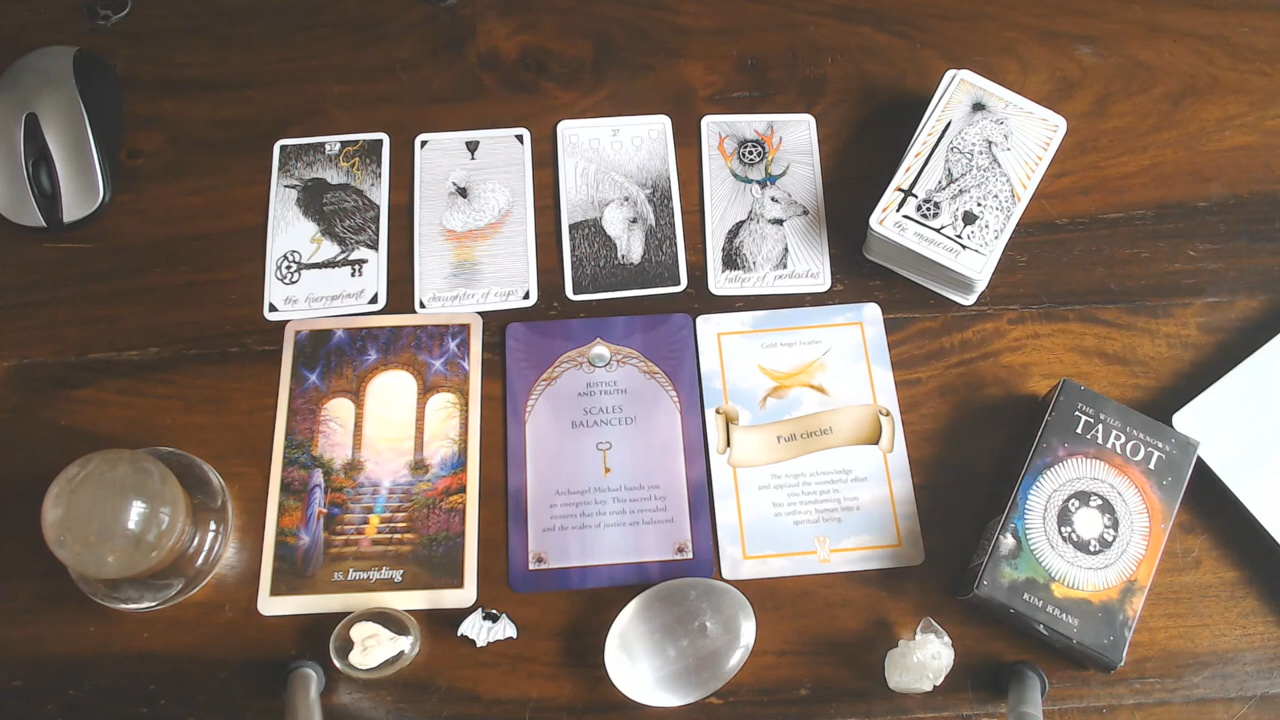 the hierophant
daughter of cups
father of pentacles
the magician
35. Inwijding
JUSTICE
AND TRUTH
SCALES
BALANCED!
Archangel Michael hands you
an energetic key. This sacred key
ensures that the truth is revealed
and the scales of justice are balanced.
Gold Angel Feather
Full circle!
The Angels acknowledge
and applaud the wonderful effort
you have put in.
You are transforming from
an ordinary human into a
spiritual being.
THE WILD UNKNOWN
TAROT
KIM KRANS